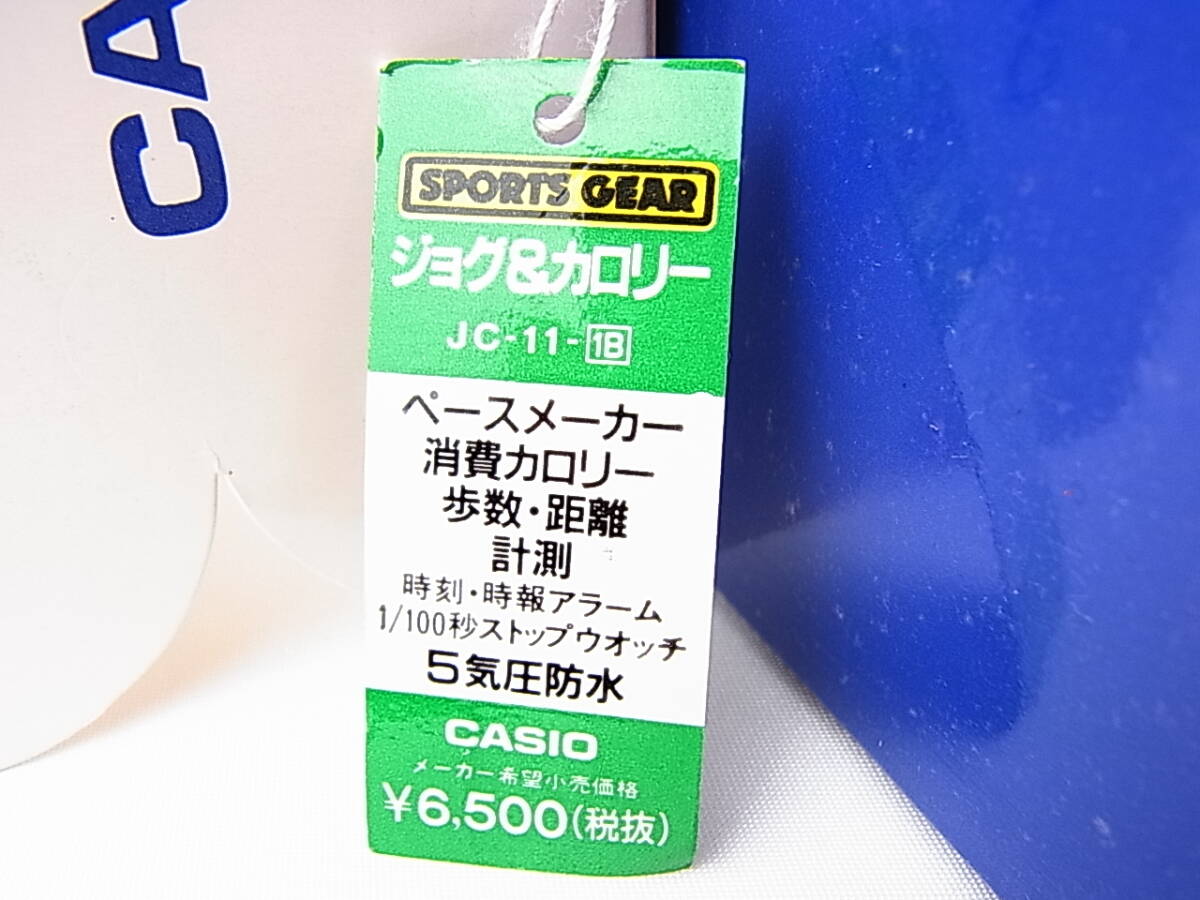 CA
SPORTS GEAR
ジョグ&カロリー
JC-11-1B
ペースメーカー
消費カロリー
歩数・距離
計測
時刻・時報アラーム
1/100秒ストップウオッチ
5気圧防水
CASIO
メーカー希望小売価格
¥6,500(税抜)